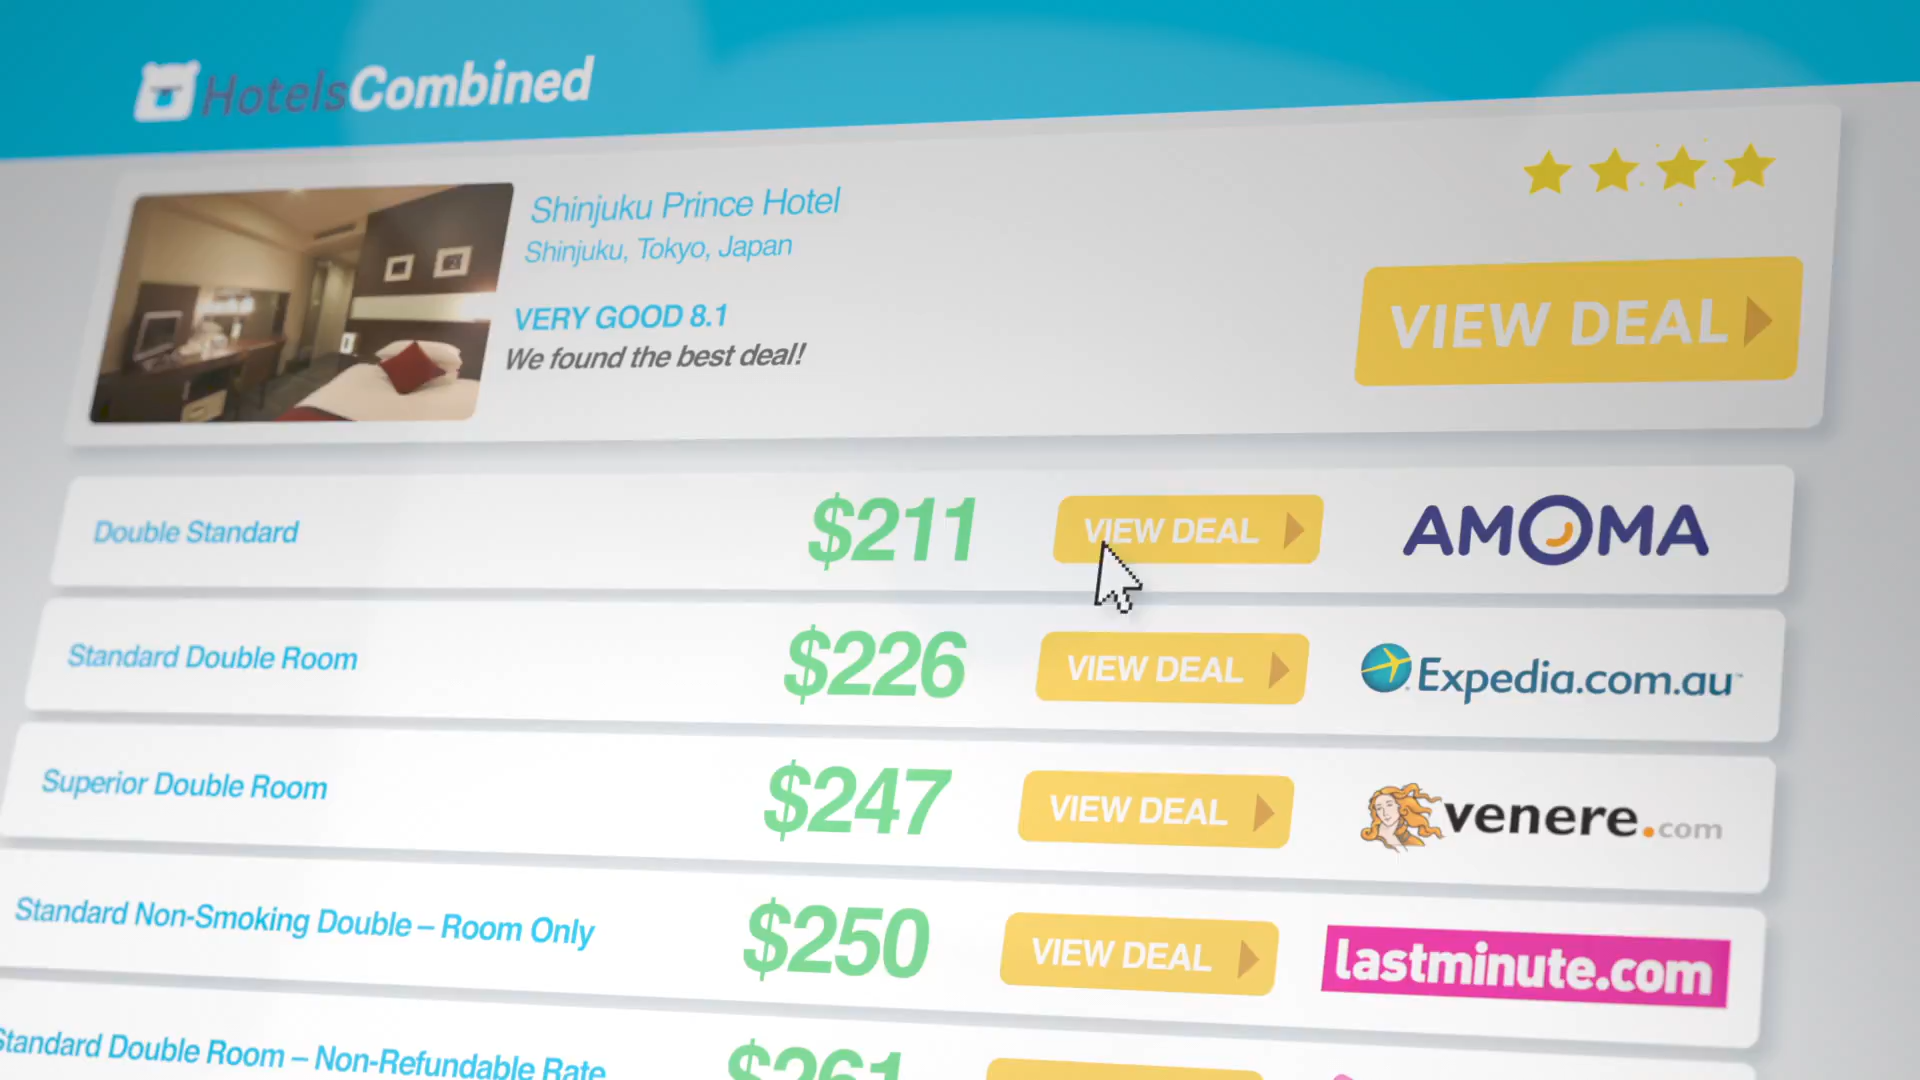 HotelsCombined
Shinjuku Prince Hotel
Shinjuku, Tokyo, Japan
VERY GOOD 8.1
We found the best deal!
VIEW DEAL
Double Standard $211 VIEW DEAL AMOMA
Standard Double Room $226 VIEW DEAL Expedia.com.au™
Superior Double Room $247 VIEW DEAL venere.com
Standard Non-Smoking Double – Room Only $250 VIEW DEAL lastminute.com
Standard Double Room – Non-Refundable Rate $261